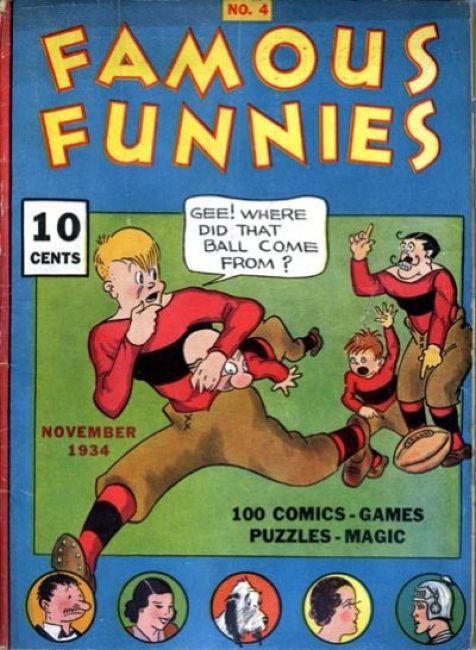 NO. 4
FAMOUS
FUNNIES
10
CENTS
GEE! WHERE
DID THAT
BALL COME
FROM?
NOVEMBER
1934
100 COMICS - GAMES
PUZZLES - MAGIC